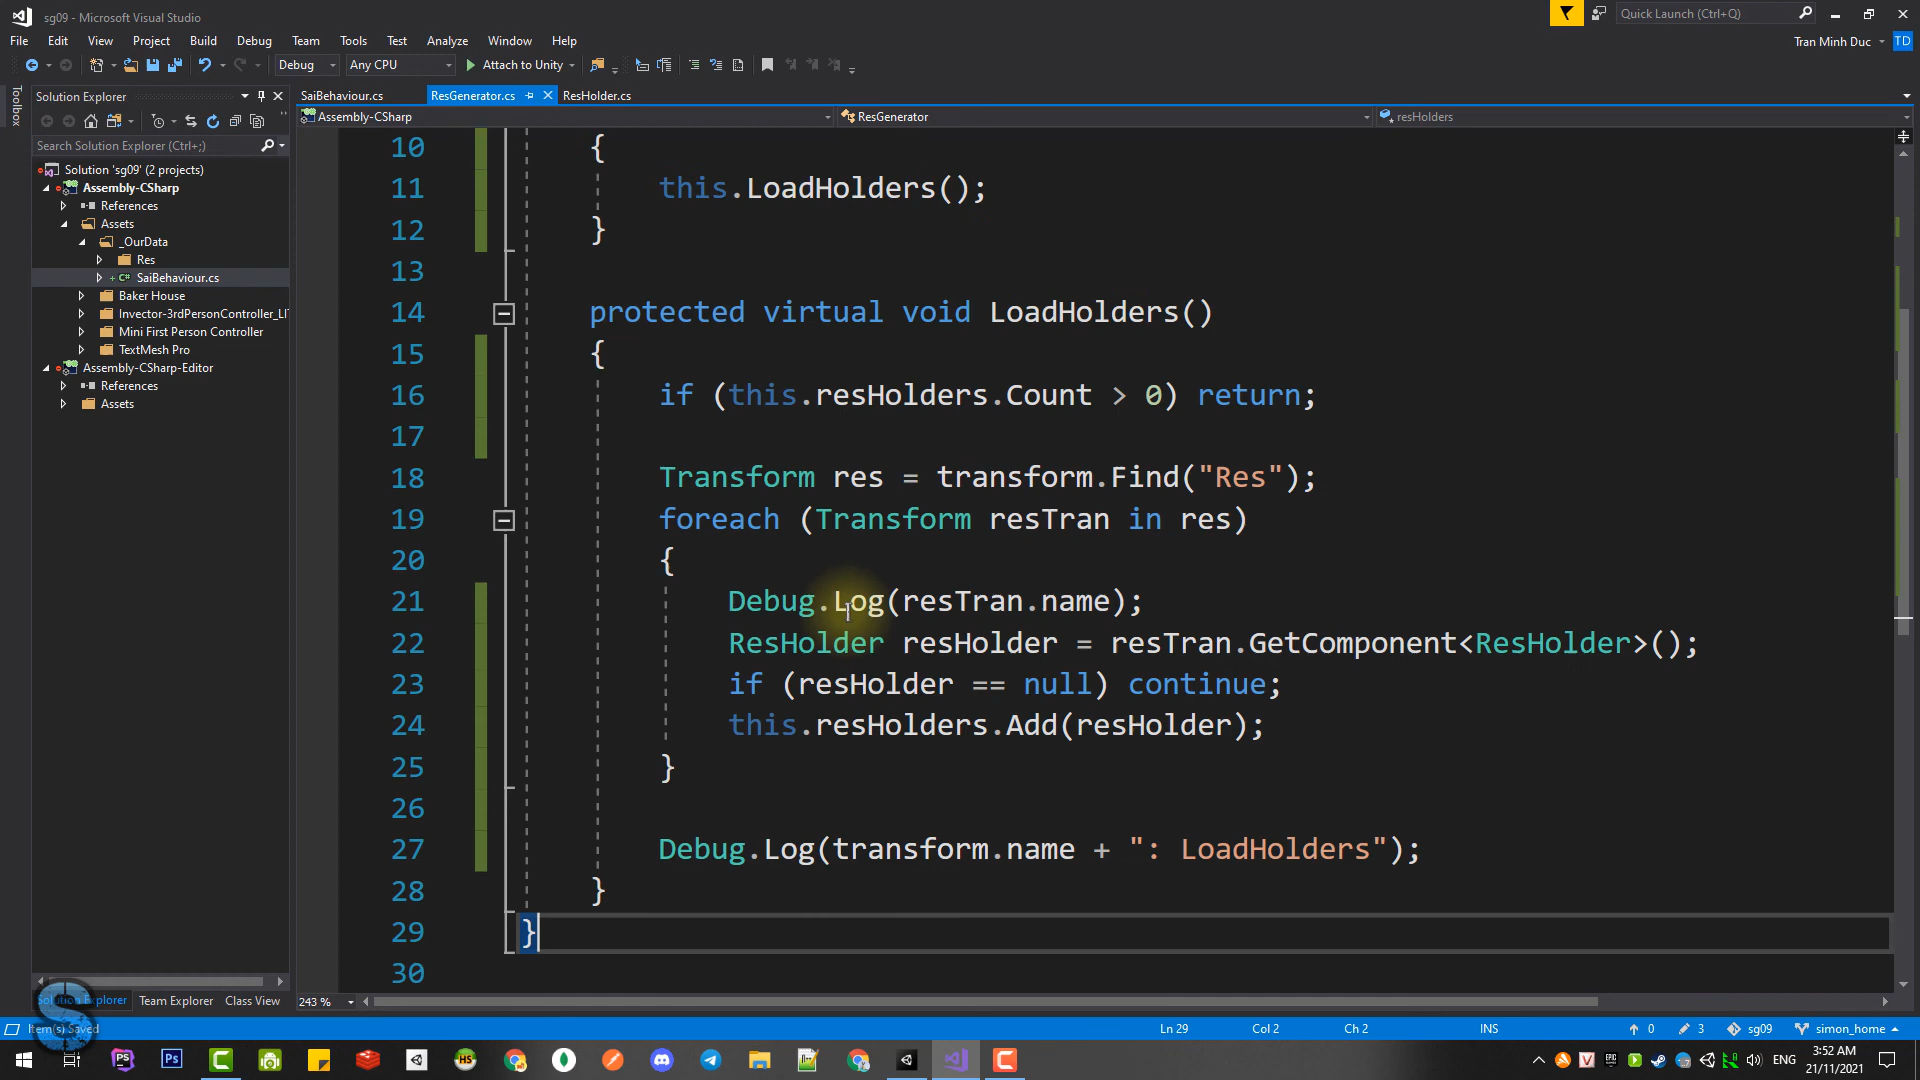 sg09 - Microsoft Visual Studio
Quick Launch (Ctrl+Q)
File Edit View Project Build Debug Team Tools Test Analyze Window Help
Tran Minh Duc TD
Debug Any CPU Attach to Unity
Toolbox
Solution Explorer
Search Solution Explorer (Ctrl+;)
Solution 'sg09' (2 projects)
Assembly-CSharp
References
Assets
_OurData
Res
SaiBehaviour.cs
Baker House
Invector-3rdPersonController_LI
Mini First Person Controller
TextMesh Pro
Assembly-CSharp-Editor
References
Assets
Solution Explorer Team Explorer Class View
SaiBehaviour.cs ResGenerator.cs ResHolder.cs
Assembly-CSharp ResGenerator resHolders
10 {
11 this.LoadHolders();
12 }
13
14 protected virtual void LoadHolders()
15 {
16 if (this.resHolders.Count > 0) return;
17
18 Transform res = transform.Find("Res");
19 foreach (Transform resTran in res)
20 {
21 Debug.Log(resTran.name);
22 ResHolder resHolder = resTran.GetComponent<ResHolder>();
23 if (resHolder == null) continue;
24 this.resHolders.Add(resHolder);
25 }
26
27 Debug.Log(transform.name + ": LoadHolders");
28 }
29 }
30
243 %
Item(s) Saved Ln 29 Col 2 Ch 2 INS 0 3 sg09 simon_home
ENG 3:52 AM
21/11/2021